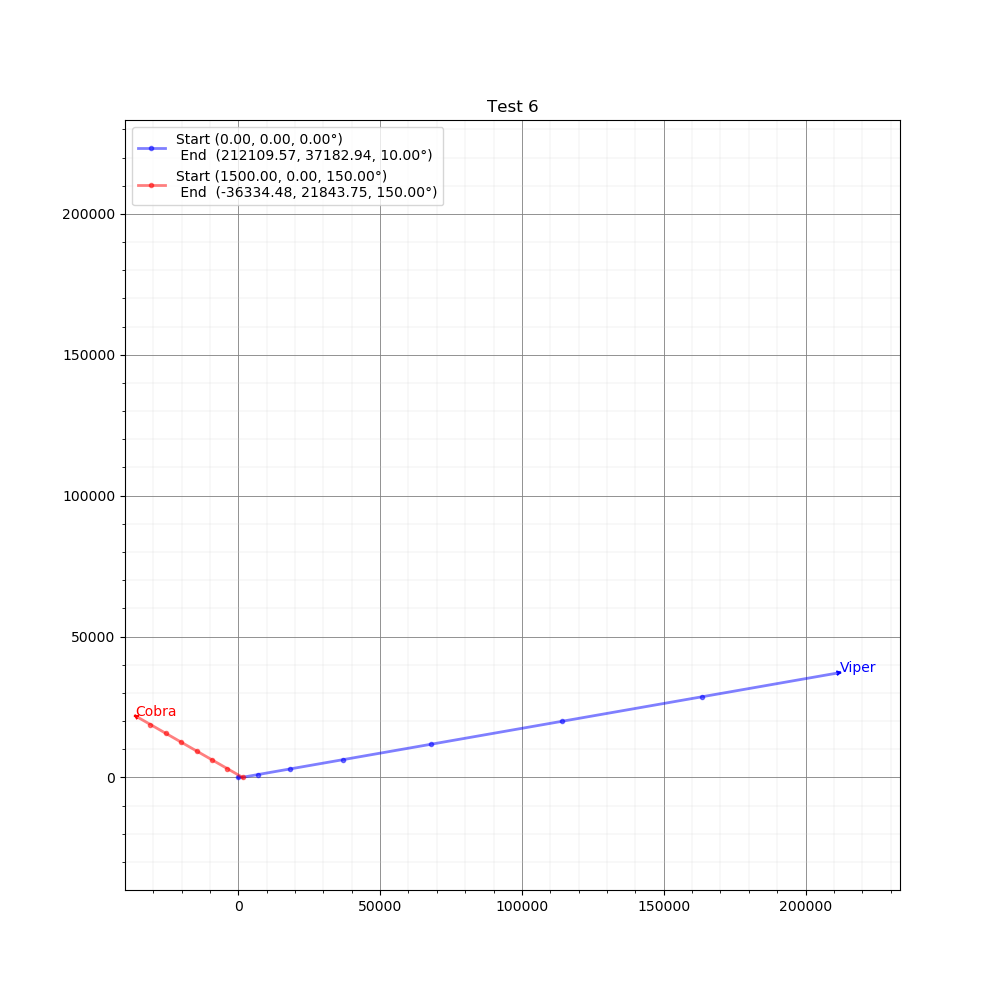 Test 6
Start (0.00, 0.00, 0.00°)
End  (212109.57, 37182.94, 10.00°)
Start (1500.00, 0.00, 150.00°)
End  (-36334.48, 21843.75, 150.00°)
200000
150000
100000
50000
0
Viper
Cobra
0
50000
100000
150000
200000